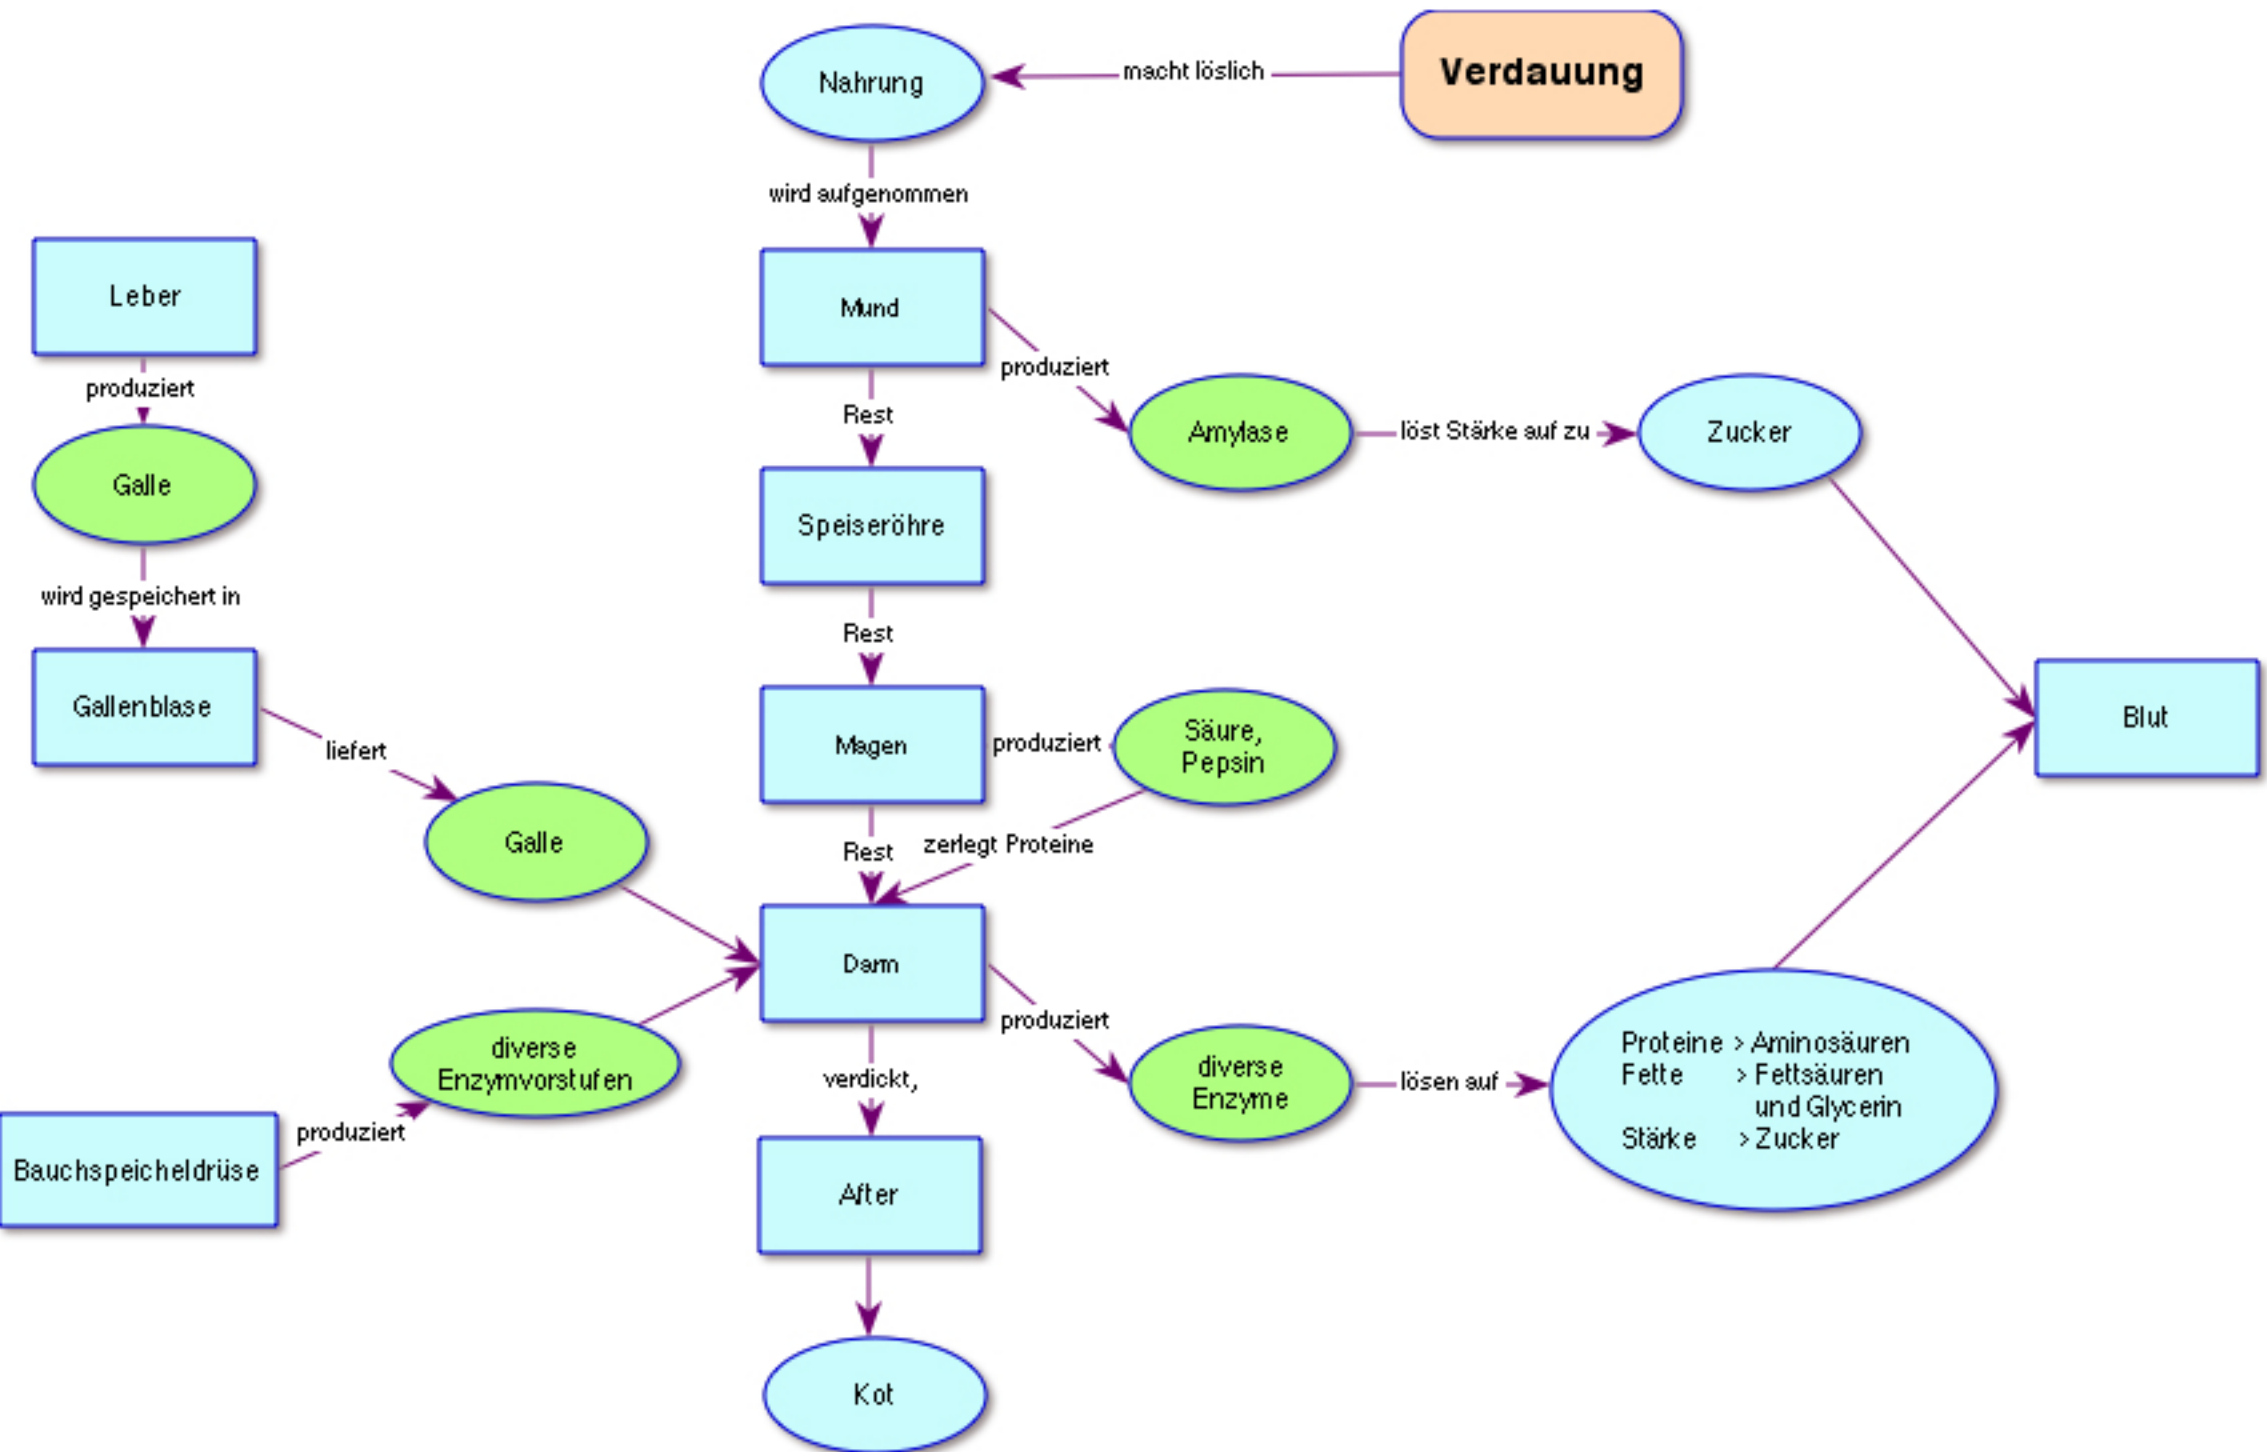 Verdauung
macht löslich
Nahrung
wird aufgenommen
Mund
produziert
Amylase
löst Stärke auf zu
Zucker
Rest
Speiseröhre
Rest
Magen
produziert
Säure,
Pepsin
zerlegt Proteine
Rest
Blut
Leber
produziert
Galle
wird gespeichert in
Gallenblase
liefert
Galle
Darm
Bauchspeicheldrüse
produziert
diverse
Enzymvorstufen
produziert
diverse
Enzyme
lösen auf
Proteine > Aminosäuren
Fette > Fettsäuren
und Glycerin
Stärke > Zucker
verdickt,
After
Kot